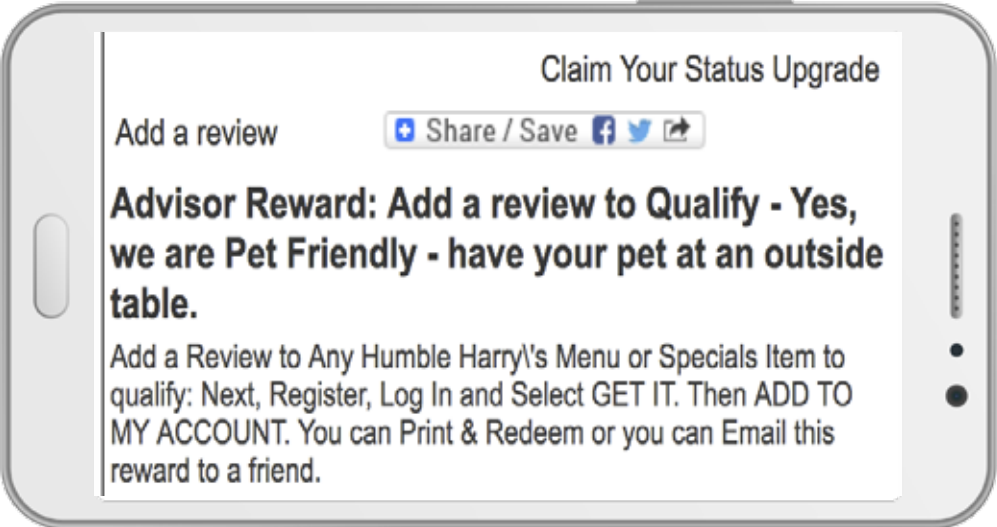 Claim Your Status Upgrade
Add a review
Share / Save
Advisor Reward: Add a review to Qualify - Yes,
we are Pet Friendly - have your pet at an outside
table.
Add a Review to Any Humble Harry\'s Menu or Specials Item to
qualify: Next, Register, Log In and Select GET IT. Then ADD TO
MY ACCOUNT. You can Print & Redeem or you can Email this
reward to a friend.